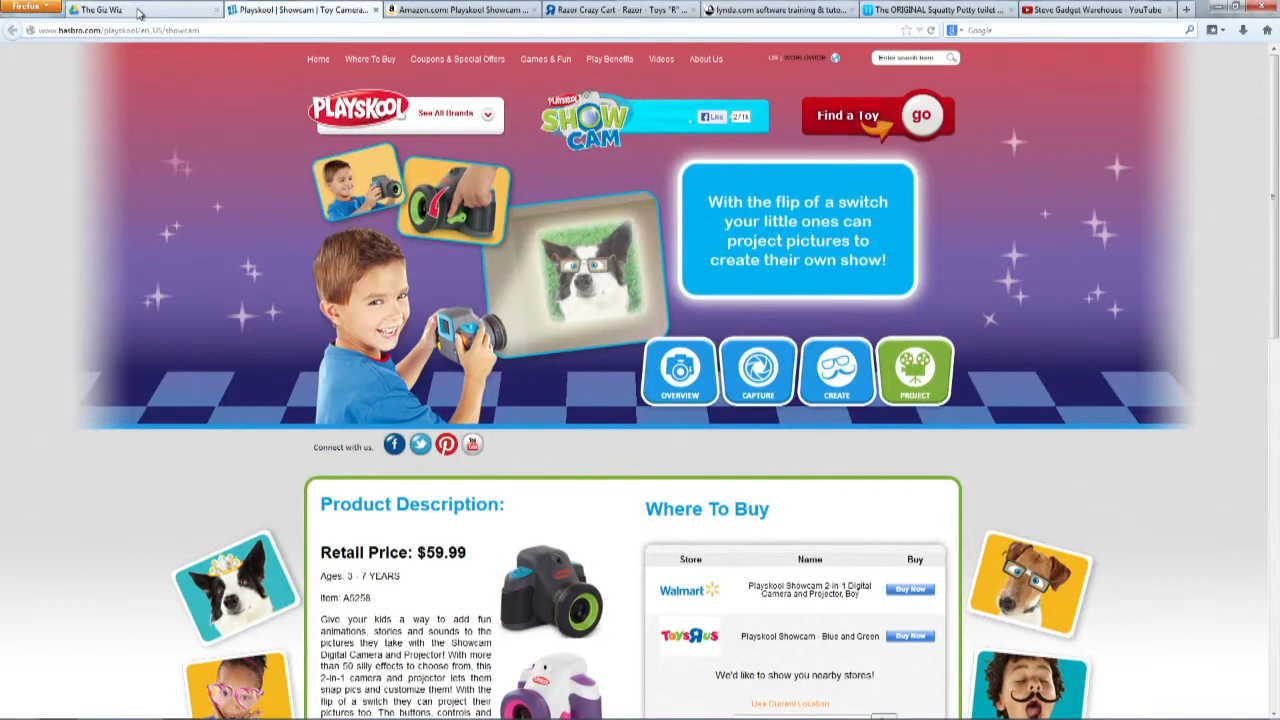 Firefox
The Giz Wiz
Playskool | Showcam | Toy Camera...
Amazon.com: Playskool Showcam ...
Razor Crazy Cart - Razor - Toys "R" ...
lynda.com software training & tuto...
The ORIGINAL Squatty Potty toilet ...
Steve Gadget Warehouse - YouTube
www.hasbro.com/playskool/en_US/showcam
Google
Home
Where To Buy
Coupons & Special Offers
Games & Fun
Play Benefits
Videos
About Us
US | WORLDWIDE
Enter search term
PLAYSKOOL
See All Brands
PLAYSKOOL
SHOW
CAM
Like
271k
Find a Toy
go
With the flip of a switch
your little ones can
project pictures to
create their own show!
OVERVIEW
CAPTURE
CREATE
PROJECT
Connect with us:
Product Description:
Retail Price: $59.99
Ages: 3 - 7 YEARS
Item: A5258
Give your kids a way to add fun
animations, stories and sounds to the
pictures they take with the Showcam
Digital Camera and Projector! With more
than 50 silly effects to choose from, this
2-in-1 camera and projector lets them
snap pics and customize them! With the
flip of a switch they can project their
pictures too. The buttons, controls and
Where To Buy
Store
Name
Buy
Walmart
Playskool Showcam 2-in-1 Digital
Camera and Projector, Boy
Buy Now
TOYSRUS
Playskool Showcam - Blue and Green
Buy Now
We'd like to show you nearby stores!
Use Current Location